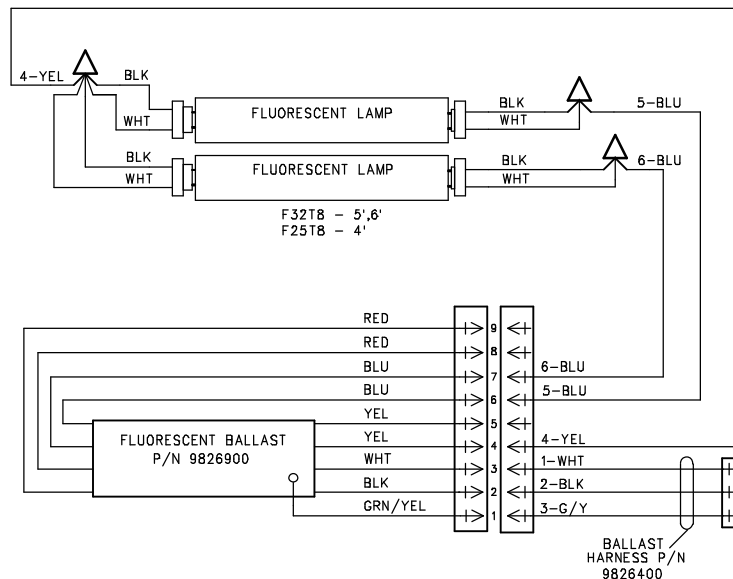 4-YEL
BLK
WHT
BLK
WHT
FLUORESCENT LAMP
FLUORESCENT LAMP
F32T8 - 5',6'
F25T8 - 4'
BLK
WHT
5-BLU
BLK
WHT
6-BLU
RED
RED
BLU
BLU
YEL
YEL
WHT
BLK
GRN/YEL
FLUORESCENT BALLAST
P/N 9826900
9
8
7
6
5
4
3
2
1
6-BLU
5-BLU
4-YEL
1-WHT
2-BLK
3-G/Y
BALLAST
HARNESS P/N
9826400